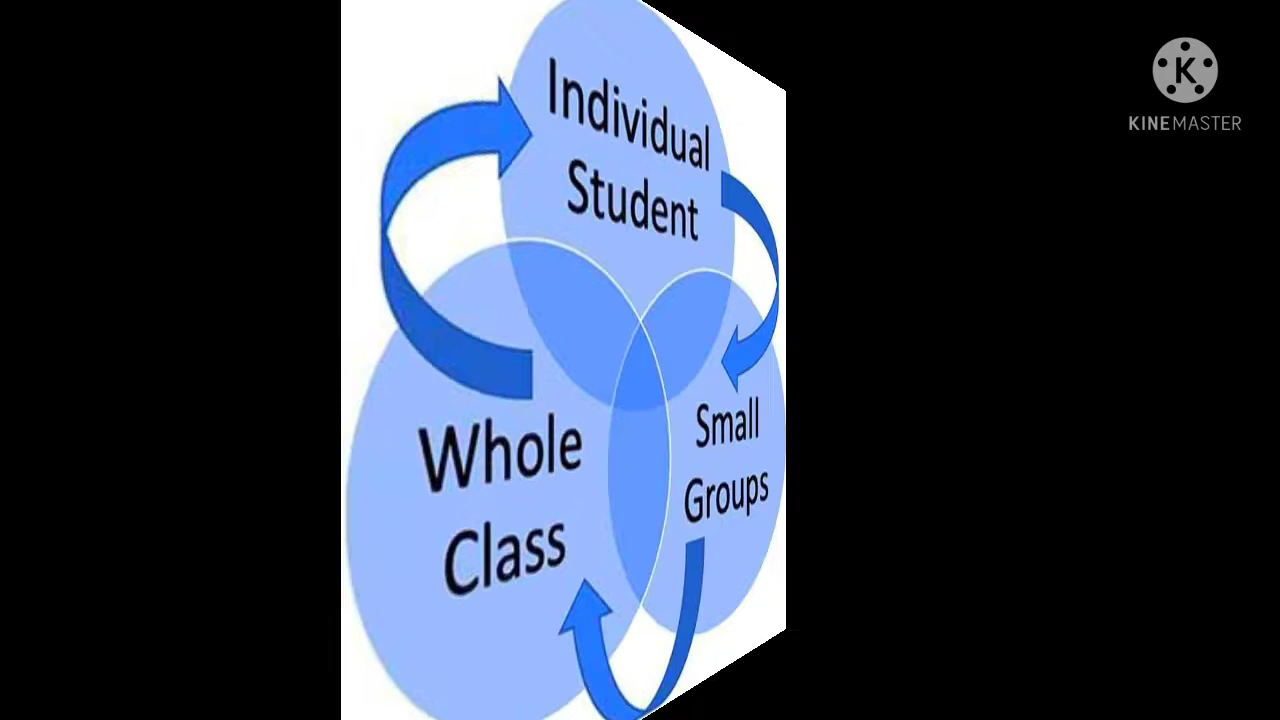 Individual
Student
Whole
Class
Small
Groups
K
KINEMASTER